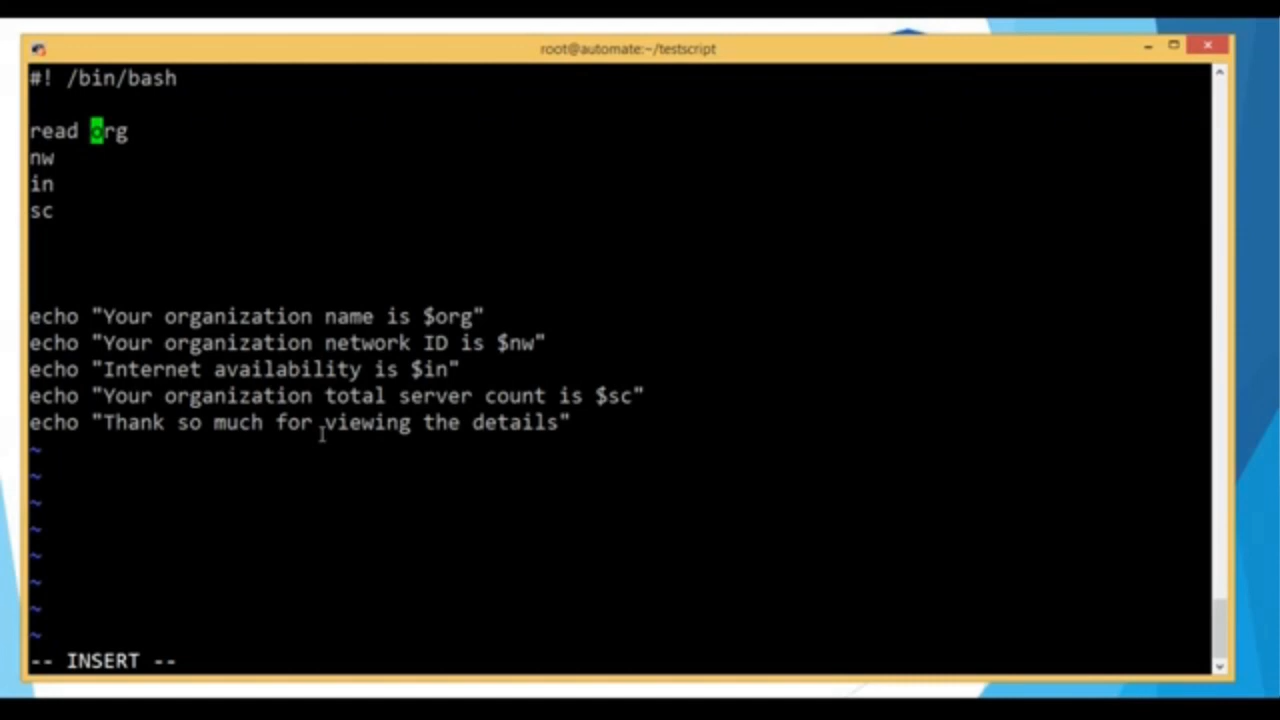 root@automate:~/testscript
#! /bin/bash
read org
nw
in
sc
echo "Your organization name is $org"
echo "Your organization network ID is $nw"
echo "Internet availability is $in"
echo "Your organization total server count is $sc"
echo "Thank so much for viewing the details"
~
~
~
~
~
~
~
~
-- INSERT --